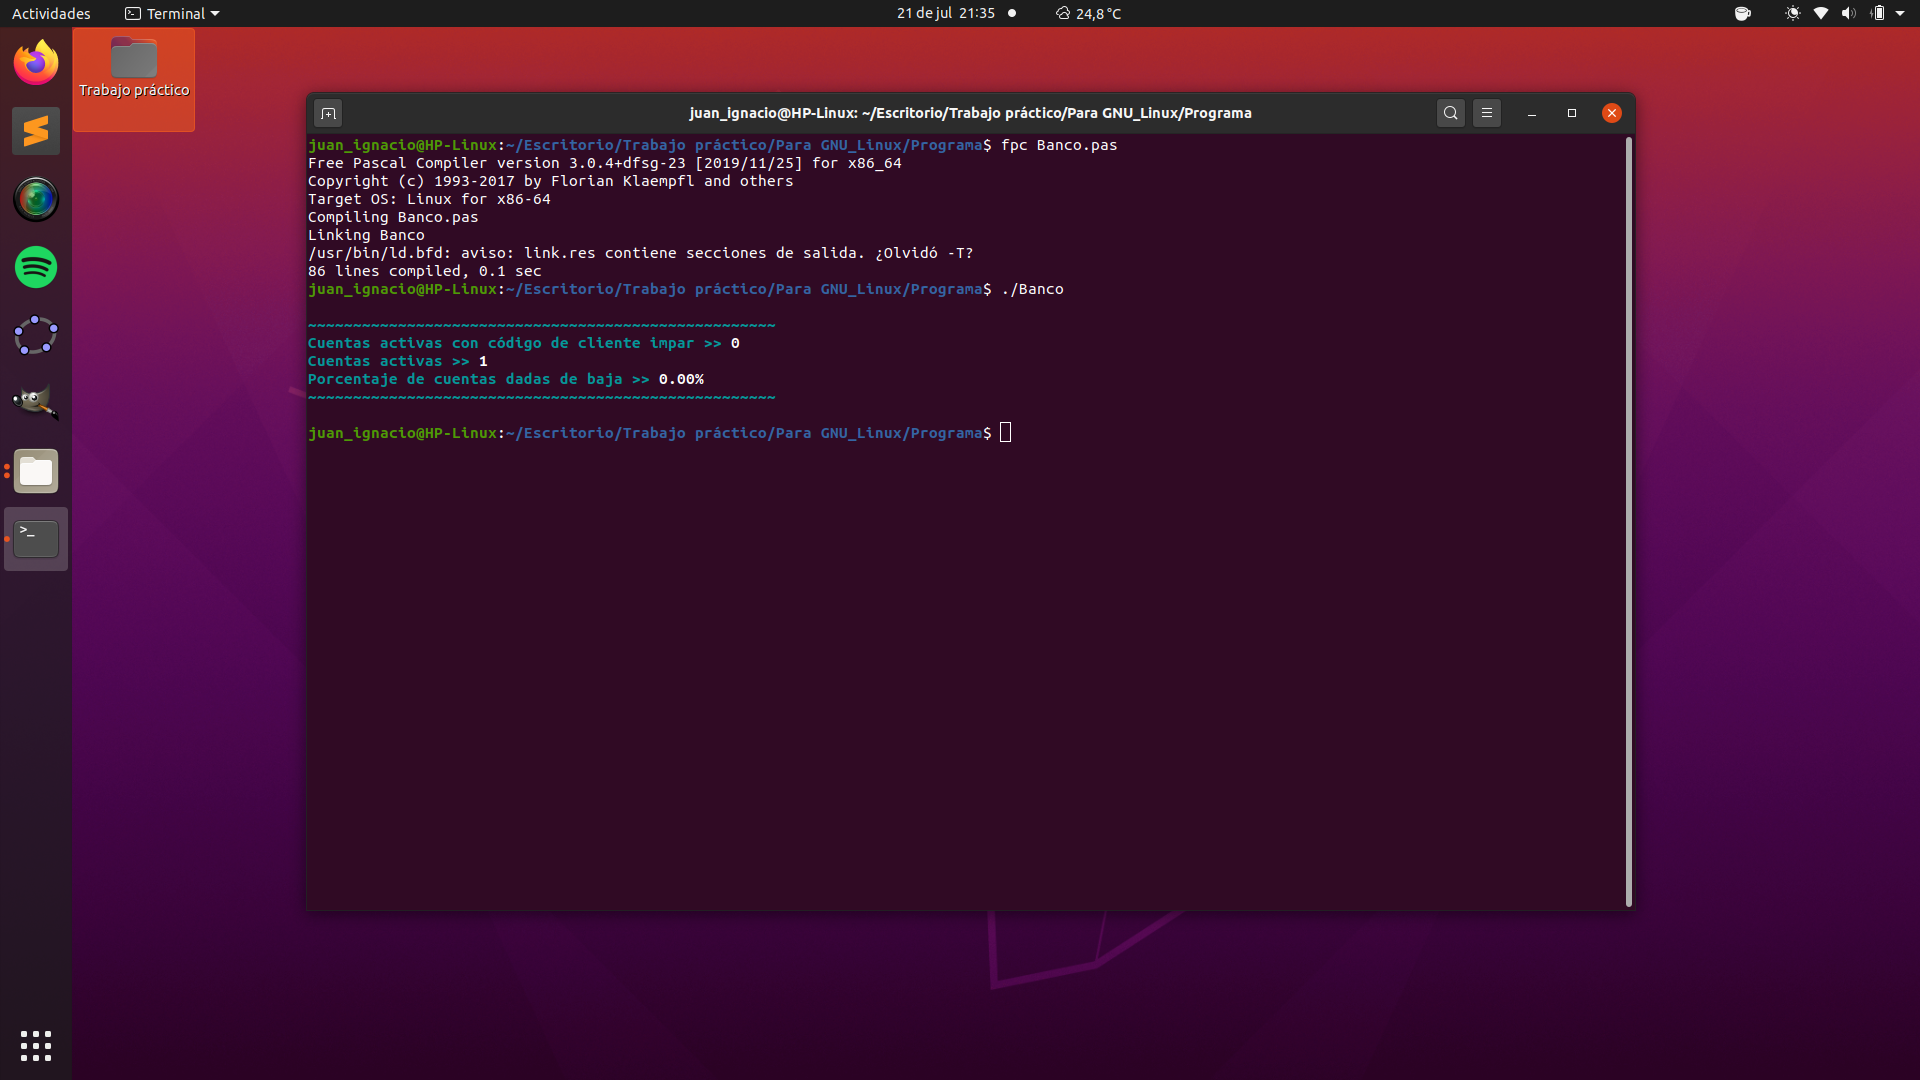 Actividades
Terminal
21 de jul 21:35
24,8 °C
Trabajo práctico
juan_ignacio@HP-Linux: ~/Escritorio/Trabajo práctico/Para GNU_Linux/Programa
juan_ignacio@HP-Linux:~/Escritorio/Trabajo práctico/Para GNU_Linux/Programa$ fpc Banco.pas
Free Pascal Compiler version 3.0.4+dfsg-23 [2019/11/25] for x86_64
Copyright (c) 1993-2017 by Florian Klaempfl and others
Target OS: Linux for x86-64
Compiling Banco.pas
Linking Banco
/usr/bin/ld.bfd: aviso: link.res contiene secciones de salida. ¿Olvidó -T?
86 lines compiled, 0.1 sec
juan_ignacio@HP-Linux:~/Escritorio/Trabajo práctico/Para GNU_Linux/Programa$ ./Banco
~~~~~~~~~~~~~~~~~~~~~~~~~~~~~~~~~~~~~~~~~~~~~~~~~~~~
Cuentas activas con código de cliente impar >> 0
Cuentas activas >> 1
Porcentaje de cuentas dadas de baja >> 0.00%
~~~~~~~~~~~~~~~~~~~~~~~~~~~~~~~~~~~~~~~~~~~~~~~~~~~~
juan_ignacio@HP-Linux:~/Escritorio/Trabajo práctico/Para GNU_Linux/Programa$
>_